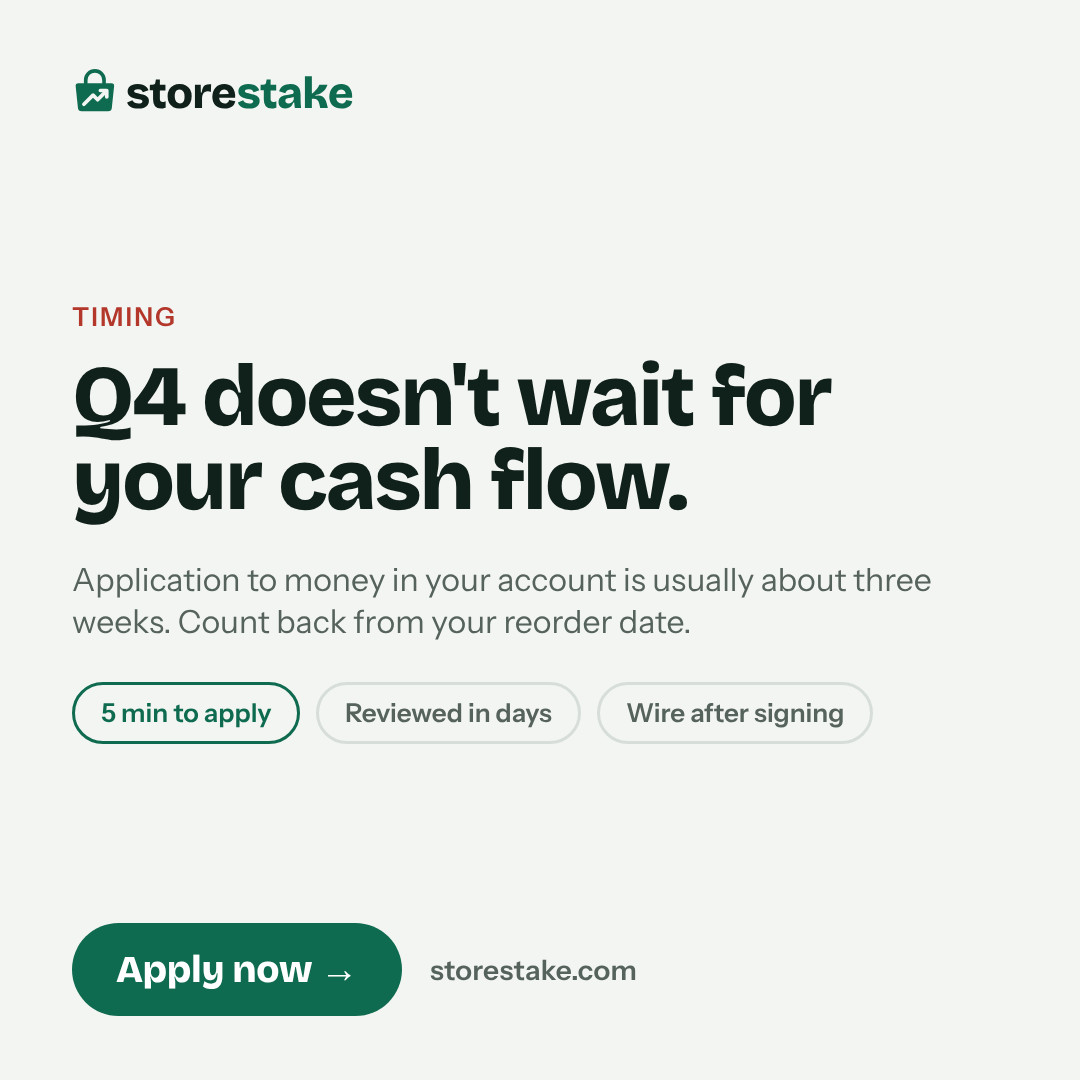 storestake
TIMING
Q4 doesn't wait for
your cash flow.
Application to money in your account is usually about three
weeks. Count back from your reorder date.
5 min to apply
Reviewed in days
Wire after signing
Apply now →
storestake.com